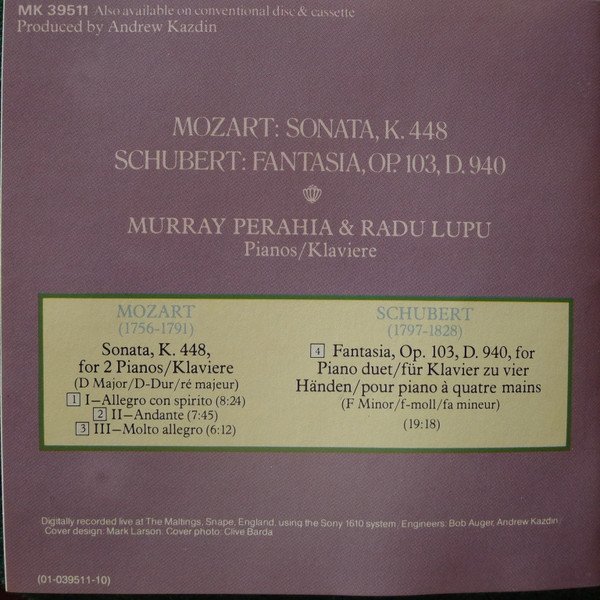 MK 39511 Also available on conventional disc & cassette
Produced by Andrew Kazdin
MOZART: SONATA, K. 448
SCHUBERT: FANTASIA, OP. 103, D. 940
MURRAY PERAHIA & RADU LUPU
Pianos/Klaviere
MOZART
(1756-1791)
Sonata, K. 448,
for 2 Pianos/Klaviere
(D Major/D-Dur/ré majeur)
1 I–Allegro con spirito (8:24)
2 II–Andante (7:45)
3 III–Molto allegro (6:12)
SCHUBERT
(1797-1828)
4 Fantasia, Op. 103, D. 940, for
Piano duet/für Klavier zu vier
Händen/pour piano à quatre mains
(F Minor/f-moll/fa mineur)
(19:18)
Digitally recorded live at The Maltings, Snape, England, using the Sony 1610 system. Engineers: Bob Auger, Andrew Kazdin.
Cover design: Mark Larson. Cover photo: Clive Barda
(01-039511-10)